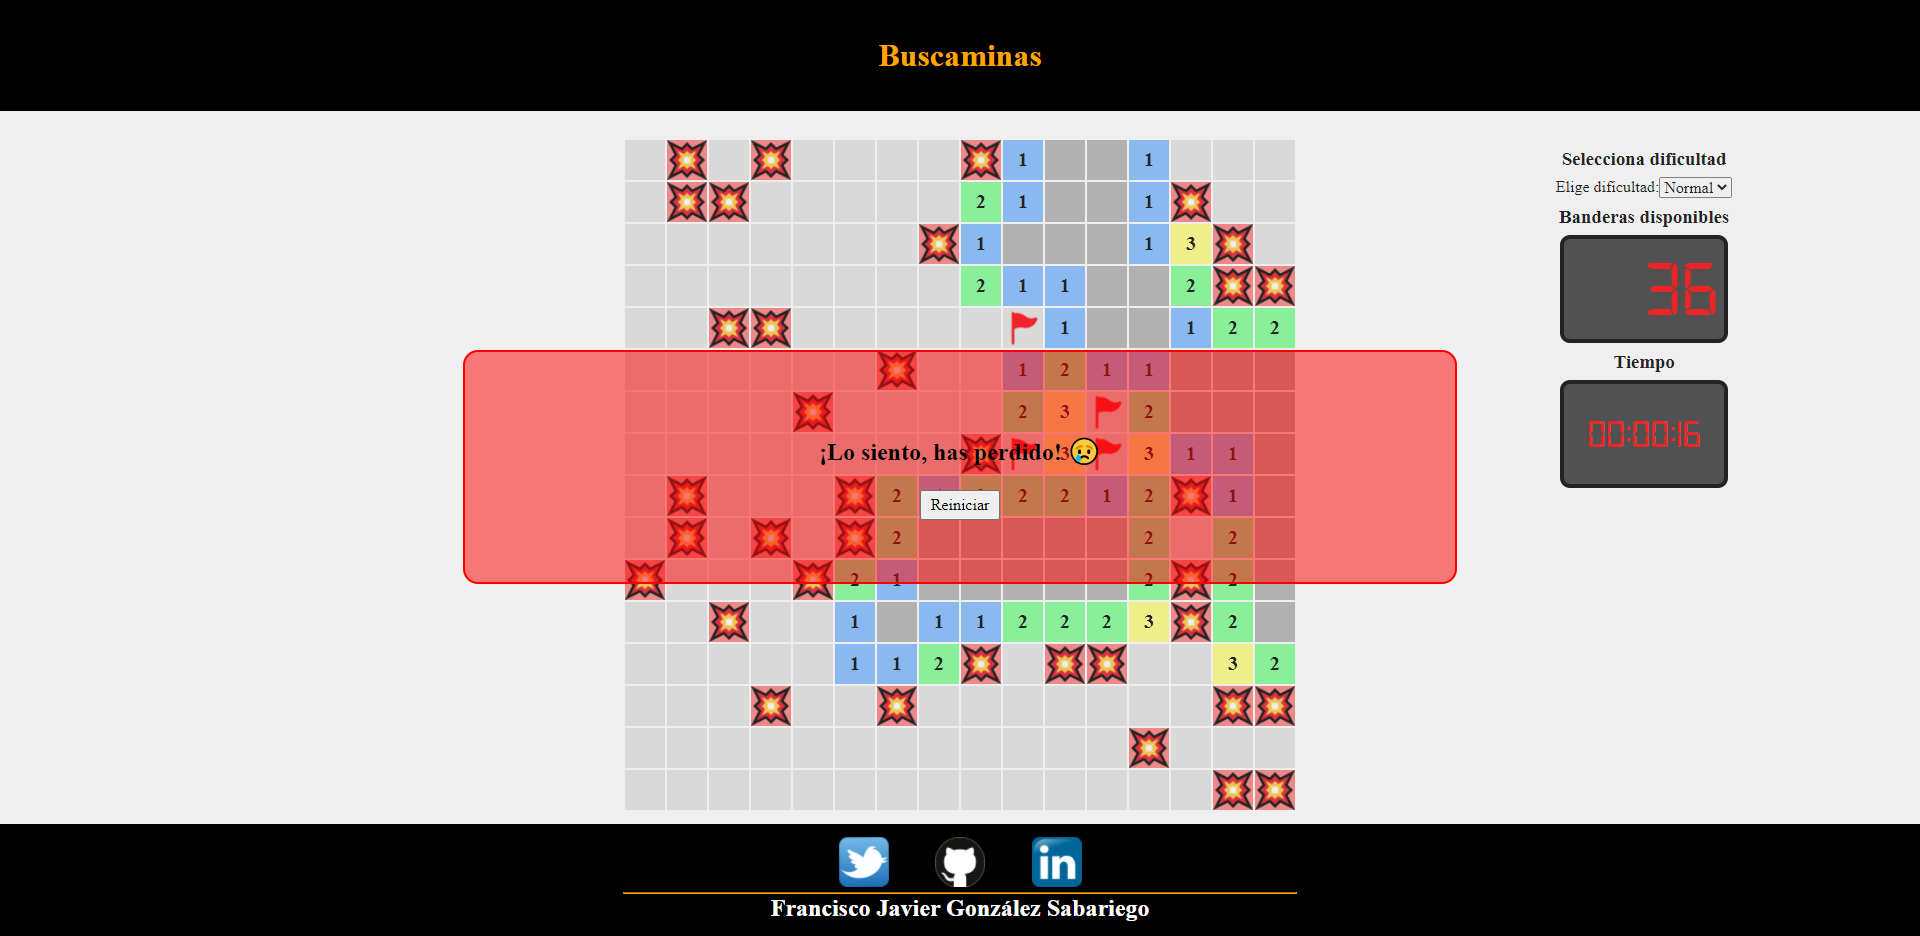 Buscaminas
1 1
2 1 1
1 1 3
2 1 1 2
1 1 2 2
1 2 1 1
2 3 2
3 3 1 1
2 2 2 1 2 1
2 2 2
2 1 2 2
1 1 1 2 2 2 3 2
1 1 2 3 2
¡Lo siento, has perdido!
Reiniciar
Selecciona dificultad
Elige dificultad: Normal
Banderas disponibles
36
Tiempo
00:00:16
in
Francisco Javier González Sabariego